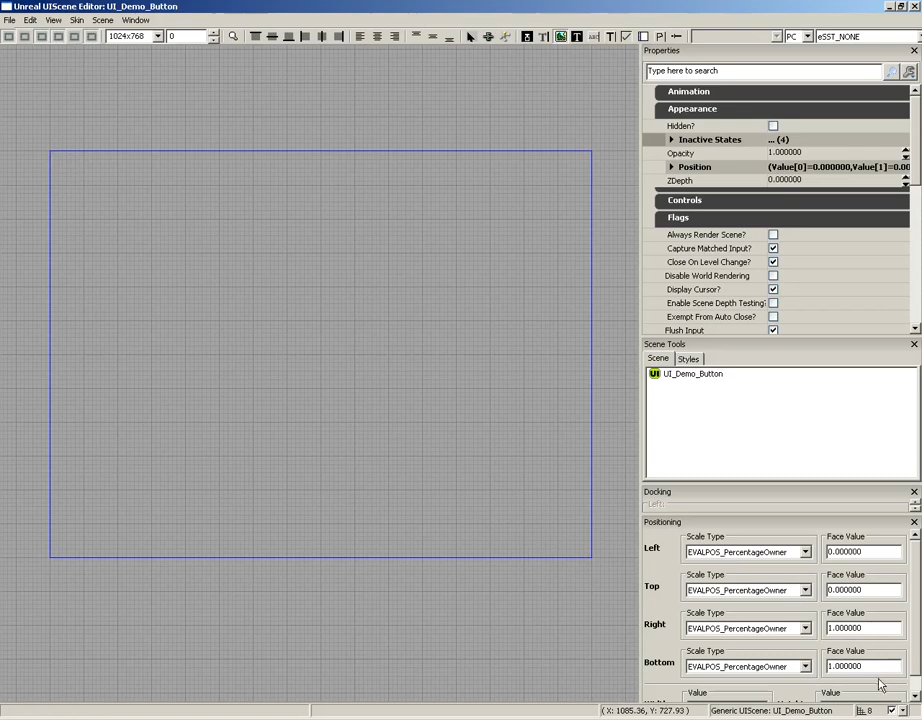 Unreal UIScene Editor: UI_Demo_Button
File Edit View Skin Scene Window
1024x768 0 PC eSST_NONE
Properties
Type here to search
Animation
Appearance
Hidden?
Inactive States ... (4)
Opacity 1.000000
Position (Value[0]=0.000000,Value[1]=0.00
ZDepth 0.000000
Controls
Flags
Always Render Scene?
Capture Matched Input?
Close On Level Change?
Disable World Rendering
Display Cursor?
Enable Scene Depth Testing?
Exempt From Auto Close?
Flush Input
Scene Tools
Scene Styles
UI UI_Demo_Button
Docking
Left:
Positioning
Scale Type Face Value
Left EVALPOS_PercentageOwner 0.000000
Scale Type Face Value
Top EVALPOS_PercentageOwner 0.000000
Scale Type Face Value
Right EVALPOS_PercentageOwner 1.000000
Scale Type Face Value
Bottom EVALPOS_PercentageOwner 1.000000
Value Value
( X: 1085.36, Y: 727.93) Generic UIScene: UI_Demo_Button 8